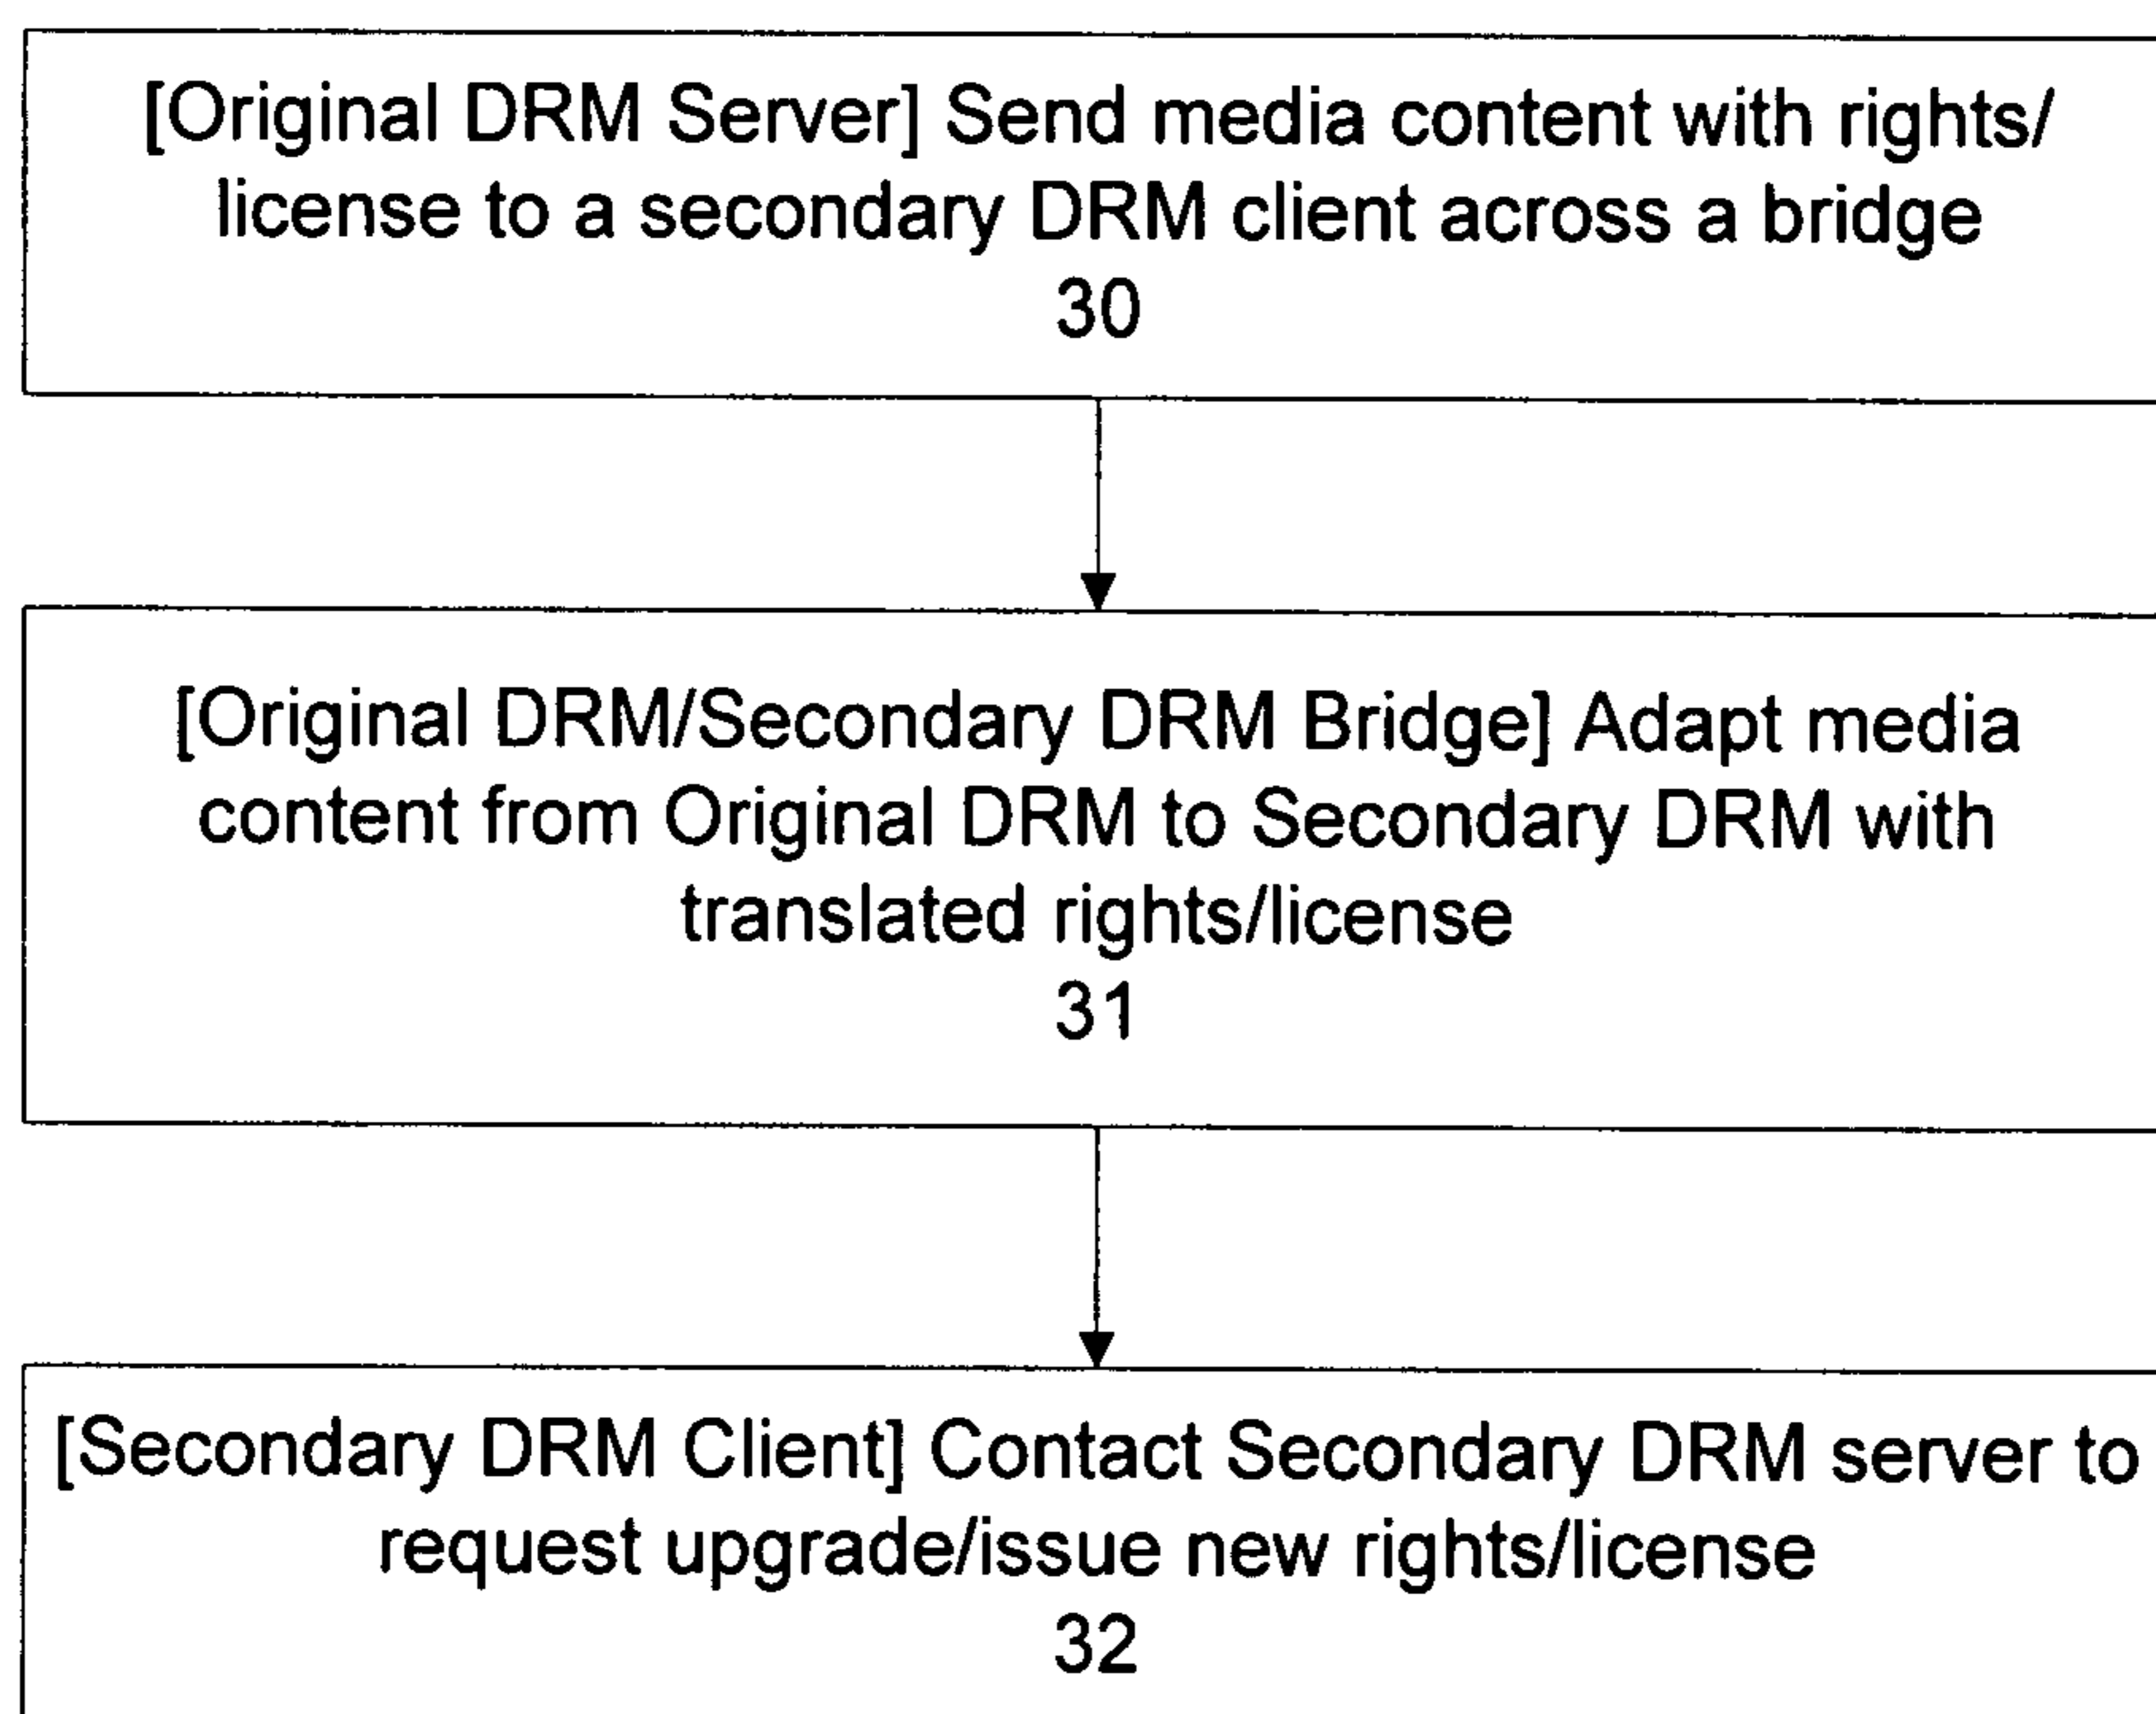 [Original DRM Server] Send media content with rights/
license to a secondary DRM client across a bridge
30
[Original DRM/Secondary DRM Bridge] Adapt media
content from Original DRM to Secondary DRM with
translated rights/license
31
[Secondary DRM Client] Contact Secondary DRM server to
request upgrade/issue new rights/license
32